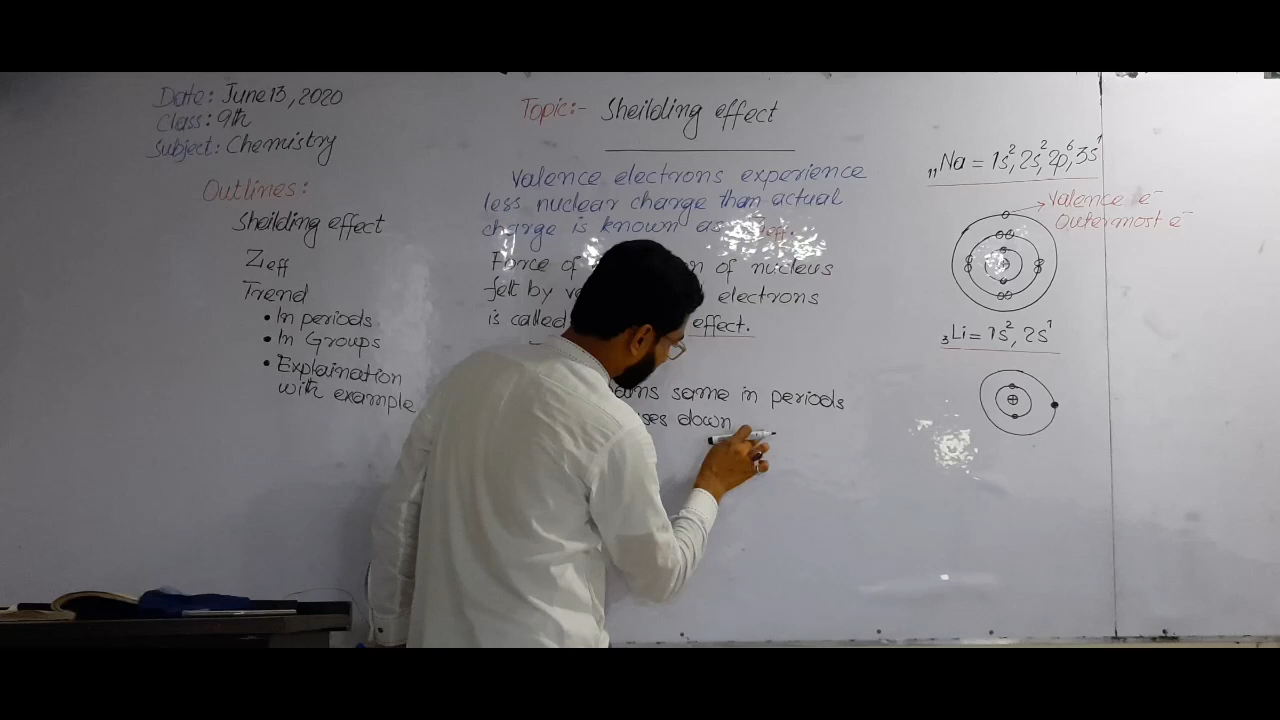 Date: June 13, 2020
Class: 9th
Subject: Chemistry
Outlines:
Sheilding effect
Zeff
Trend
• In periods
• In Groups
• Explaination
with example
Topic:- Sheilding effect
Valence electrons experience
less nuclear charge than actual
charge is known as Zeff.
Force of of nucleus
felt by electrons
is called effect.
same in periods
down
₁₁Na = 1s², 2s², 2p⁶, 3s¹
Valence e⁻
Outermost e⁻
₃Li = 1s², 2s¹